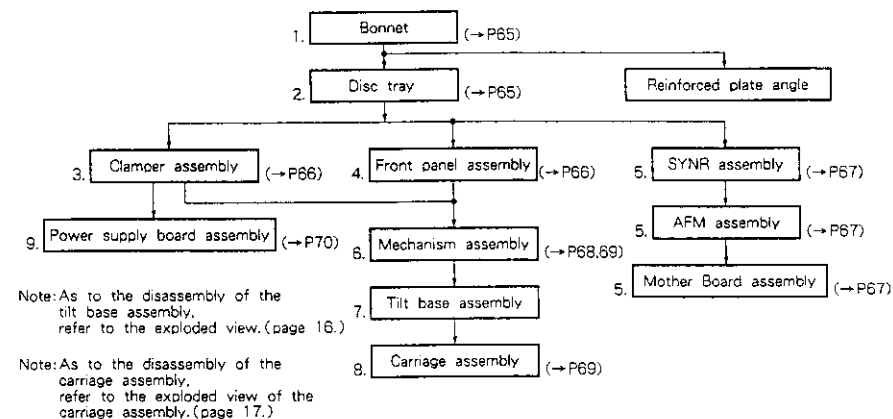 1. Bonnet (→P65)
2. Disc tray (→P65)
Reinforced plate angle
3. Clamper assembly (→P66)
4. Front panel assembly (→P66)
5. SYNR assembly (→P67)
9. Power supply board assembly (→P70)
6. Mechanism assembly (→P68,69)
5. AFM assembly (→P67)
7. Tilt base assembly
5. Mother Board assembly (→P67)
8. Carriage assembly (→P69)
Note: As to the disassembly of the
tilt base assembly,
refer to the exploded view. (page 16.)
Note: As to the disassembly of the
carriage assembly,
refer to the exploded view of the
carriage assembly. (page 17.)